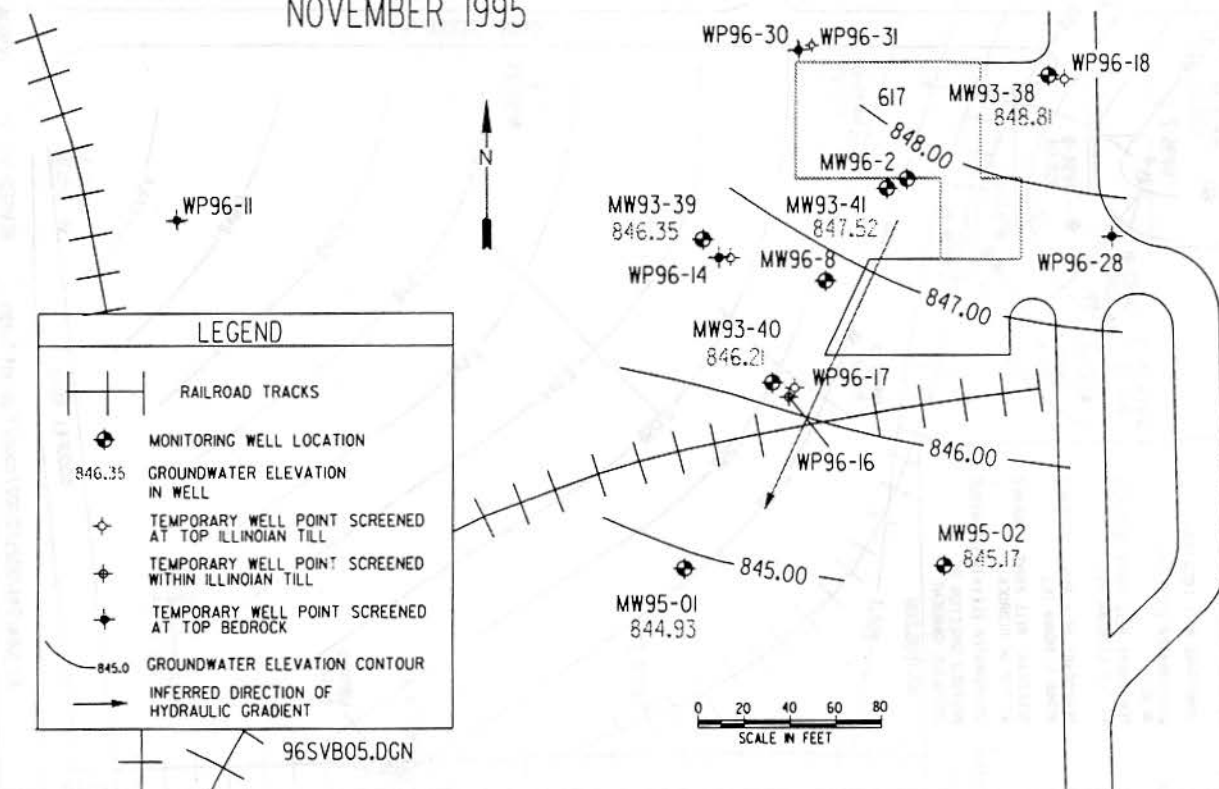 NOVEMBER 1995
WP96-30
WP96-31
WP96-18
MW93-38
848.81
617
848.00
MW96-2
N
WP96-11
MW93-39
846.35
MW93-41
847.52
WP96-14
MW96-8
WP96-28
847.00
LEGEND
RAILROAD TRACKS
MONITORING WELL LOCATION
846.35 GROUNDWATER ELEVATION
IN WELL
TEMPORARY WELL POINT SCREENED
AT TOP ILLINOIAN TILL
TEMPORARY WELL POINT SCREENED
WITHIN ILLINOIAN TILL
TEMPORARY WELL POINT SCREENED
AT TOP BEDROCK
845.0 GROUNDWATER ELEVATION CONTOUR
INFERRED DIRECTION OF
HYDRAULIC GRADIENT
MW93-40
846.21
WP96-17
846.00
WP96-16
MW95-02
845.17
845.00
MW95-01
844.93
0 20 40 60 80
SCALE IN FEET
96SVB05.DGN